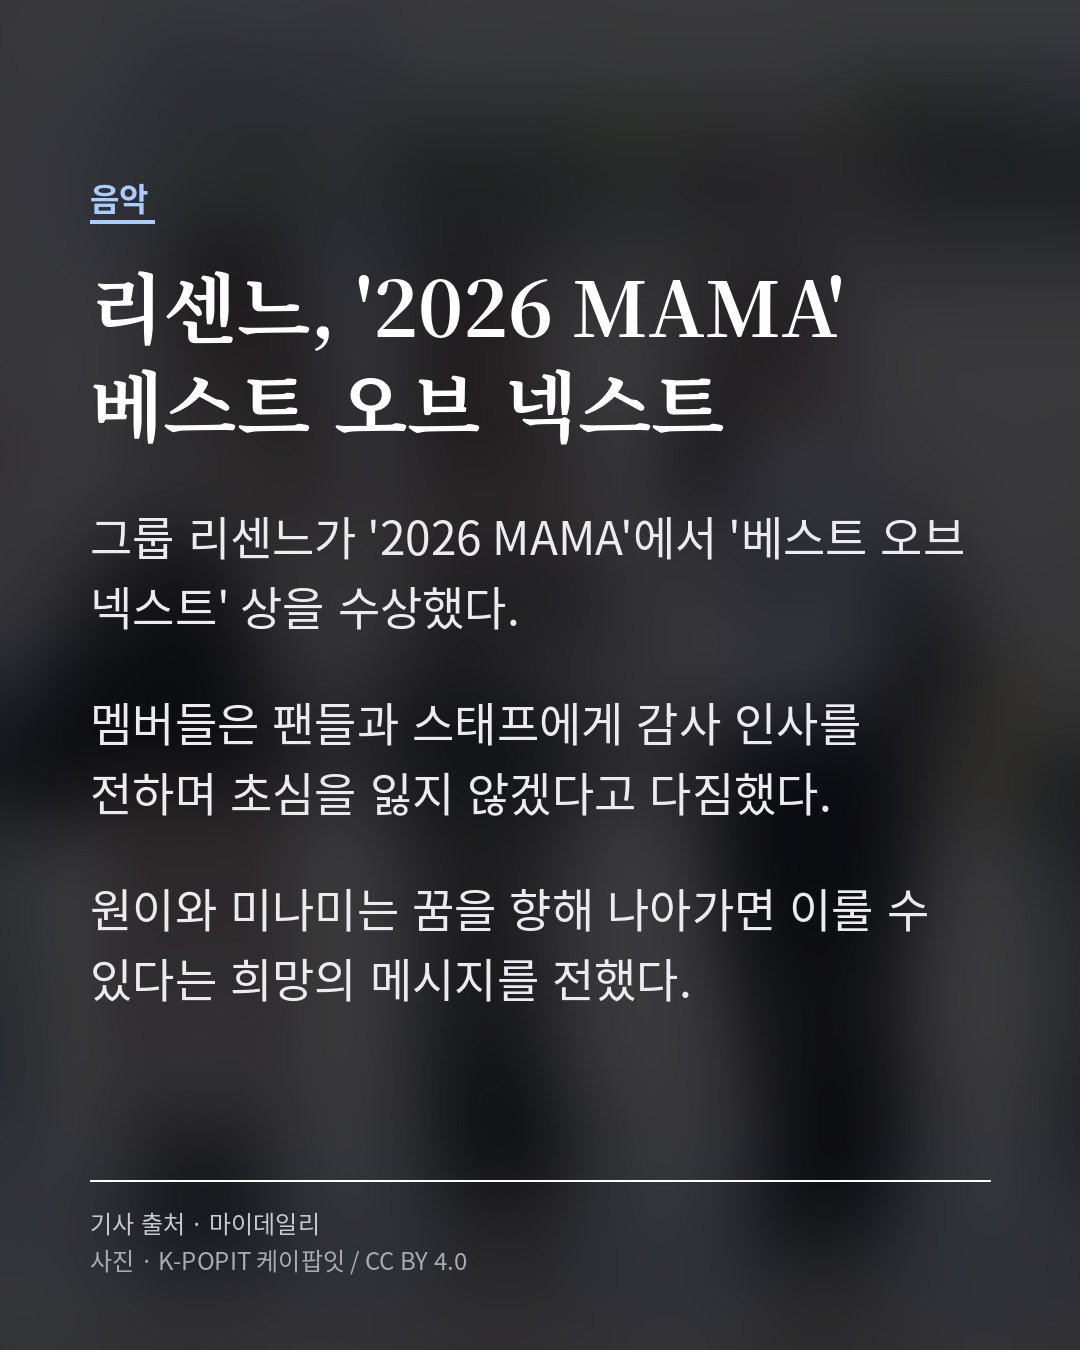 음악
리센느, '2026 MAMA'
베스트 오브 넥스트
그룹 리센느가 '2026 MAMA'에서 '베스트 오브
넥스트' 상을 수상했다.
멤버들은 팬들과 스태프에게 감사 인사를
전하며 초심을 잃지 않겠다고 다짐했다.
원이와 미나미는 꿈을 향해 나아가면 이룰 수
있다는 희망의 메시지를 전했다.
기사 출처 · 마이데일리
사진 · K-POPIT 케이팝잇 / CC BY 4.0